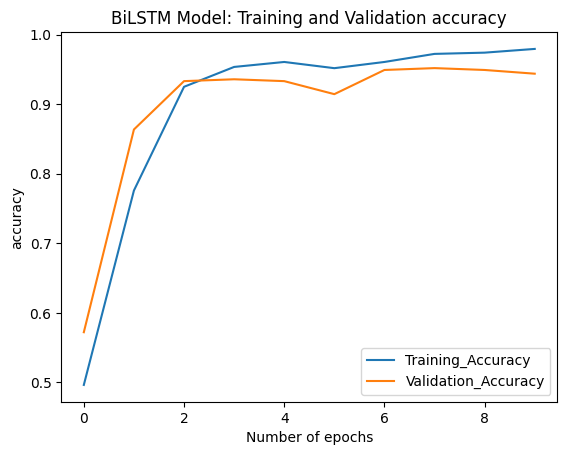 BiLSTM Model: Training and Validation accuracy
1.0
0.9
0.8
0.7
0.6
0.5
accuracy
Training_Accuracy
Validation_Accuracy
0 2 4 6 8
Number of epochs